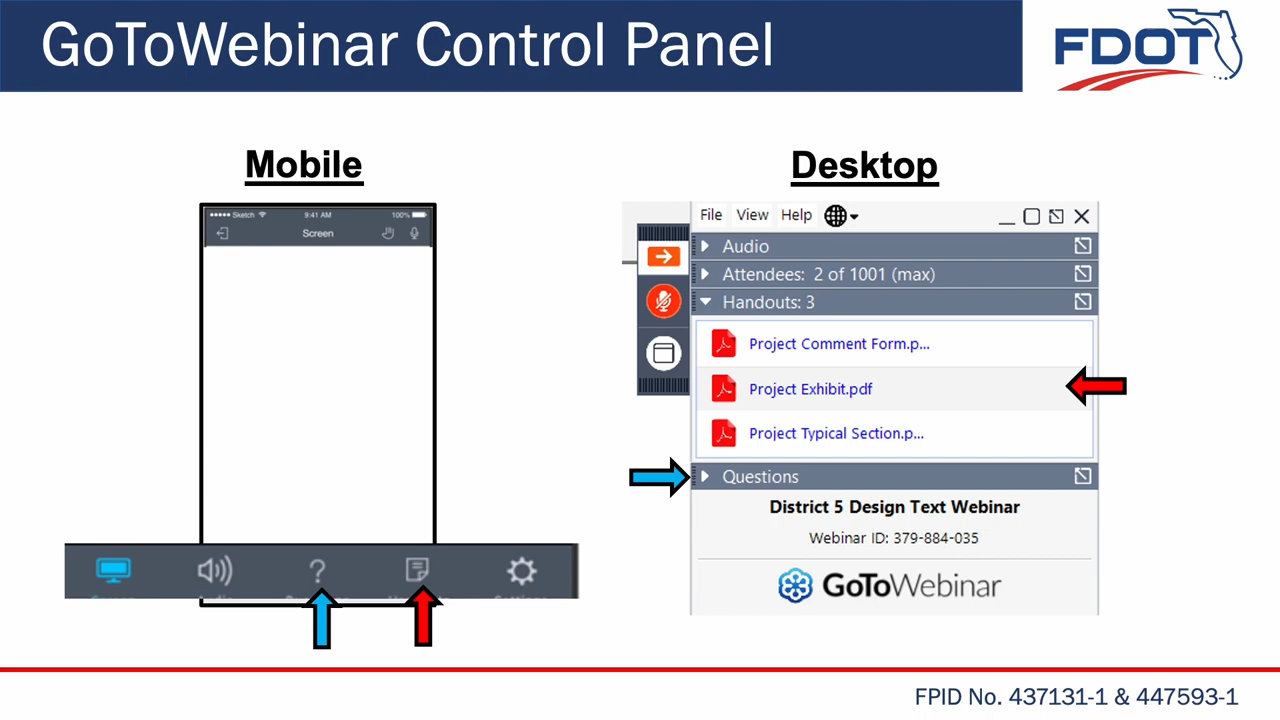 GoToWebinar Control Panel
FDOT
Mobile
Desktop
Sketch 9:41 AM 100%
Screen
File View Help
Audio
Attendees: 2 of 1001 (max)
Handouts: 3
Project Comment Form.p...
Project Exhibit.pdf
Project Typical Section.p...
Questions
District 5 Design Text Webinar
Webinar ID: 379-884-035
GoToWebinar
?
FPID No. 437131-1 & 447593-1